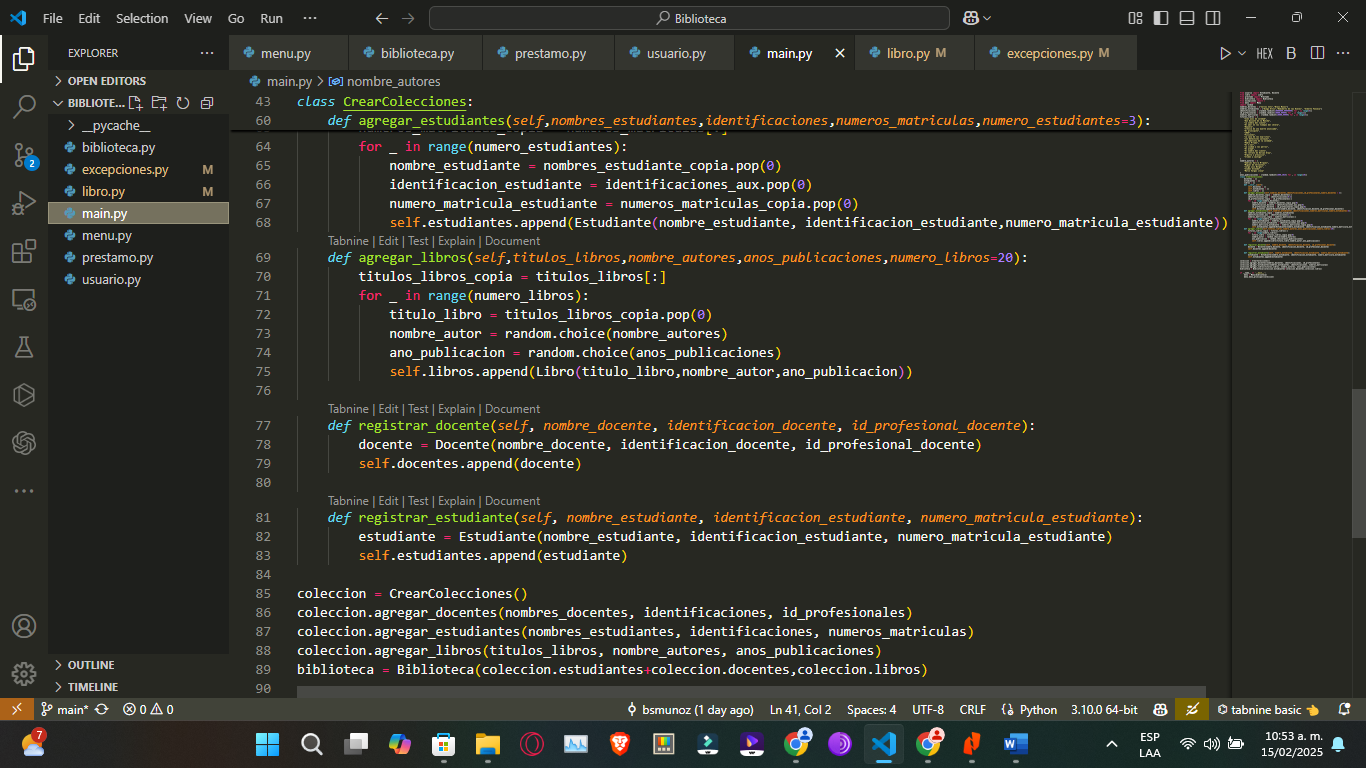 File Edit Selection View Go Run ··· Biblioteca
EXPLORER ···
menu.py biblioteca.py prestamo.py usuario.py main.py libro.py M excepciones.py M HEX B
OPEN EDITORS
BIBLIOTE...
__pycache__
biblioteca.py
excepciones.py M
libro.py M
main.py
menu.py
prestamo.py
usuario.py
OUTLINE
TIMELINE
2
main.py > nombre_autores
43 class CrearColecciones:
60 def agregar_estudiantes(self,nombres_estudiantes,identificaciones,numeros_matriculas,numero_estudiantes=3):
64 for _ in range(numero_estudiantes):
65 nombre_estudiante = nombres_estudiante_copia.pop(0)
66 identificacion_estudiante = identificaciones_aux.pop(0)
67 numero_matricula_estudiante = numeros_matriculas_copia.pop(0)
68 self.estudiantes.append(Estudiante(nombre_estudiante, identificacion_estudiante,numero_matricula_estudiante))
Tabnine | Edit | Test | Explain | Document
69 def agregar_libros(self,titulos_libros,nombre_autores,anos_publicaciones,numero_libros=20):
70 titulos_libros_copia = titulos_libros[:]
71 for _ in range(numero_libros):
72 titulo_libro = titulos_libros_copia.pop(0)
73 nombre_autor = random.choice(nombre_autores)
74 ano_publicacion = random.choice(anos_publicaciones)
75 self.libros.append(Libro(titulo_libro,nombre_autor,ano_publicacion))
76
Tabnine | Edit | Test | Explain | Document
77 def registrar_docente(self, nombre_docente, identificacion_docente, id_profesional_docente):
78 docente = Docente(nombre_docente, identificacion_docente, id_profesional_docente)
79 self.docentes.append(docente)
80
Tabnine | Edit | Test | Explain | Document
81 def registrar_estudiante(self, nombre_estudiante, identificacion_estudiante, numero_matricula_estudiante):
82 estudiante = Estudiante(nombre_estudiante, identificacion_estudiante, numero_matricula_estudiante)
83 self.estudiantes.append(estudiante)
84
85 coleccion = CrearColecciones()
86 coleccion.agregar_docentes(nombres_docentes, identificaciones, id_profesionales)
87 coleccion.agregar_estudiantes(nombres_estudiantes, identificaciones, numeros_matriculas)
88 coleccion.agregar_libros(titulos_libros, nombre_autores, anos_publicaciones)
89 biblioteca = Biblioteca(coleccion.estudiantes+coleccion.docentes,coleccion.libros)
90
main* 0 0 bsmunoz (1 day ago) Ln 41, Col 2 Spaces: 4 UTF-8 CRLF Python 3.10.0 64-bit tabnine basic
7 ESP LAA 10:53 a. m. 15/02/2025